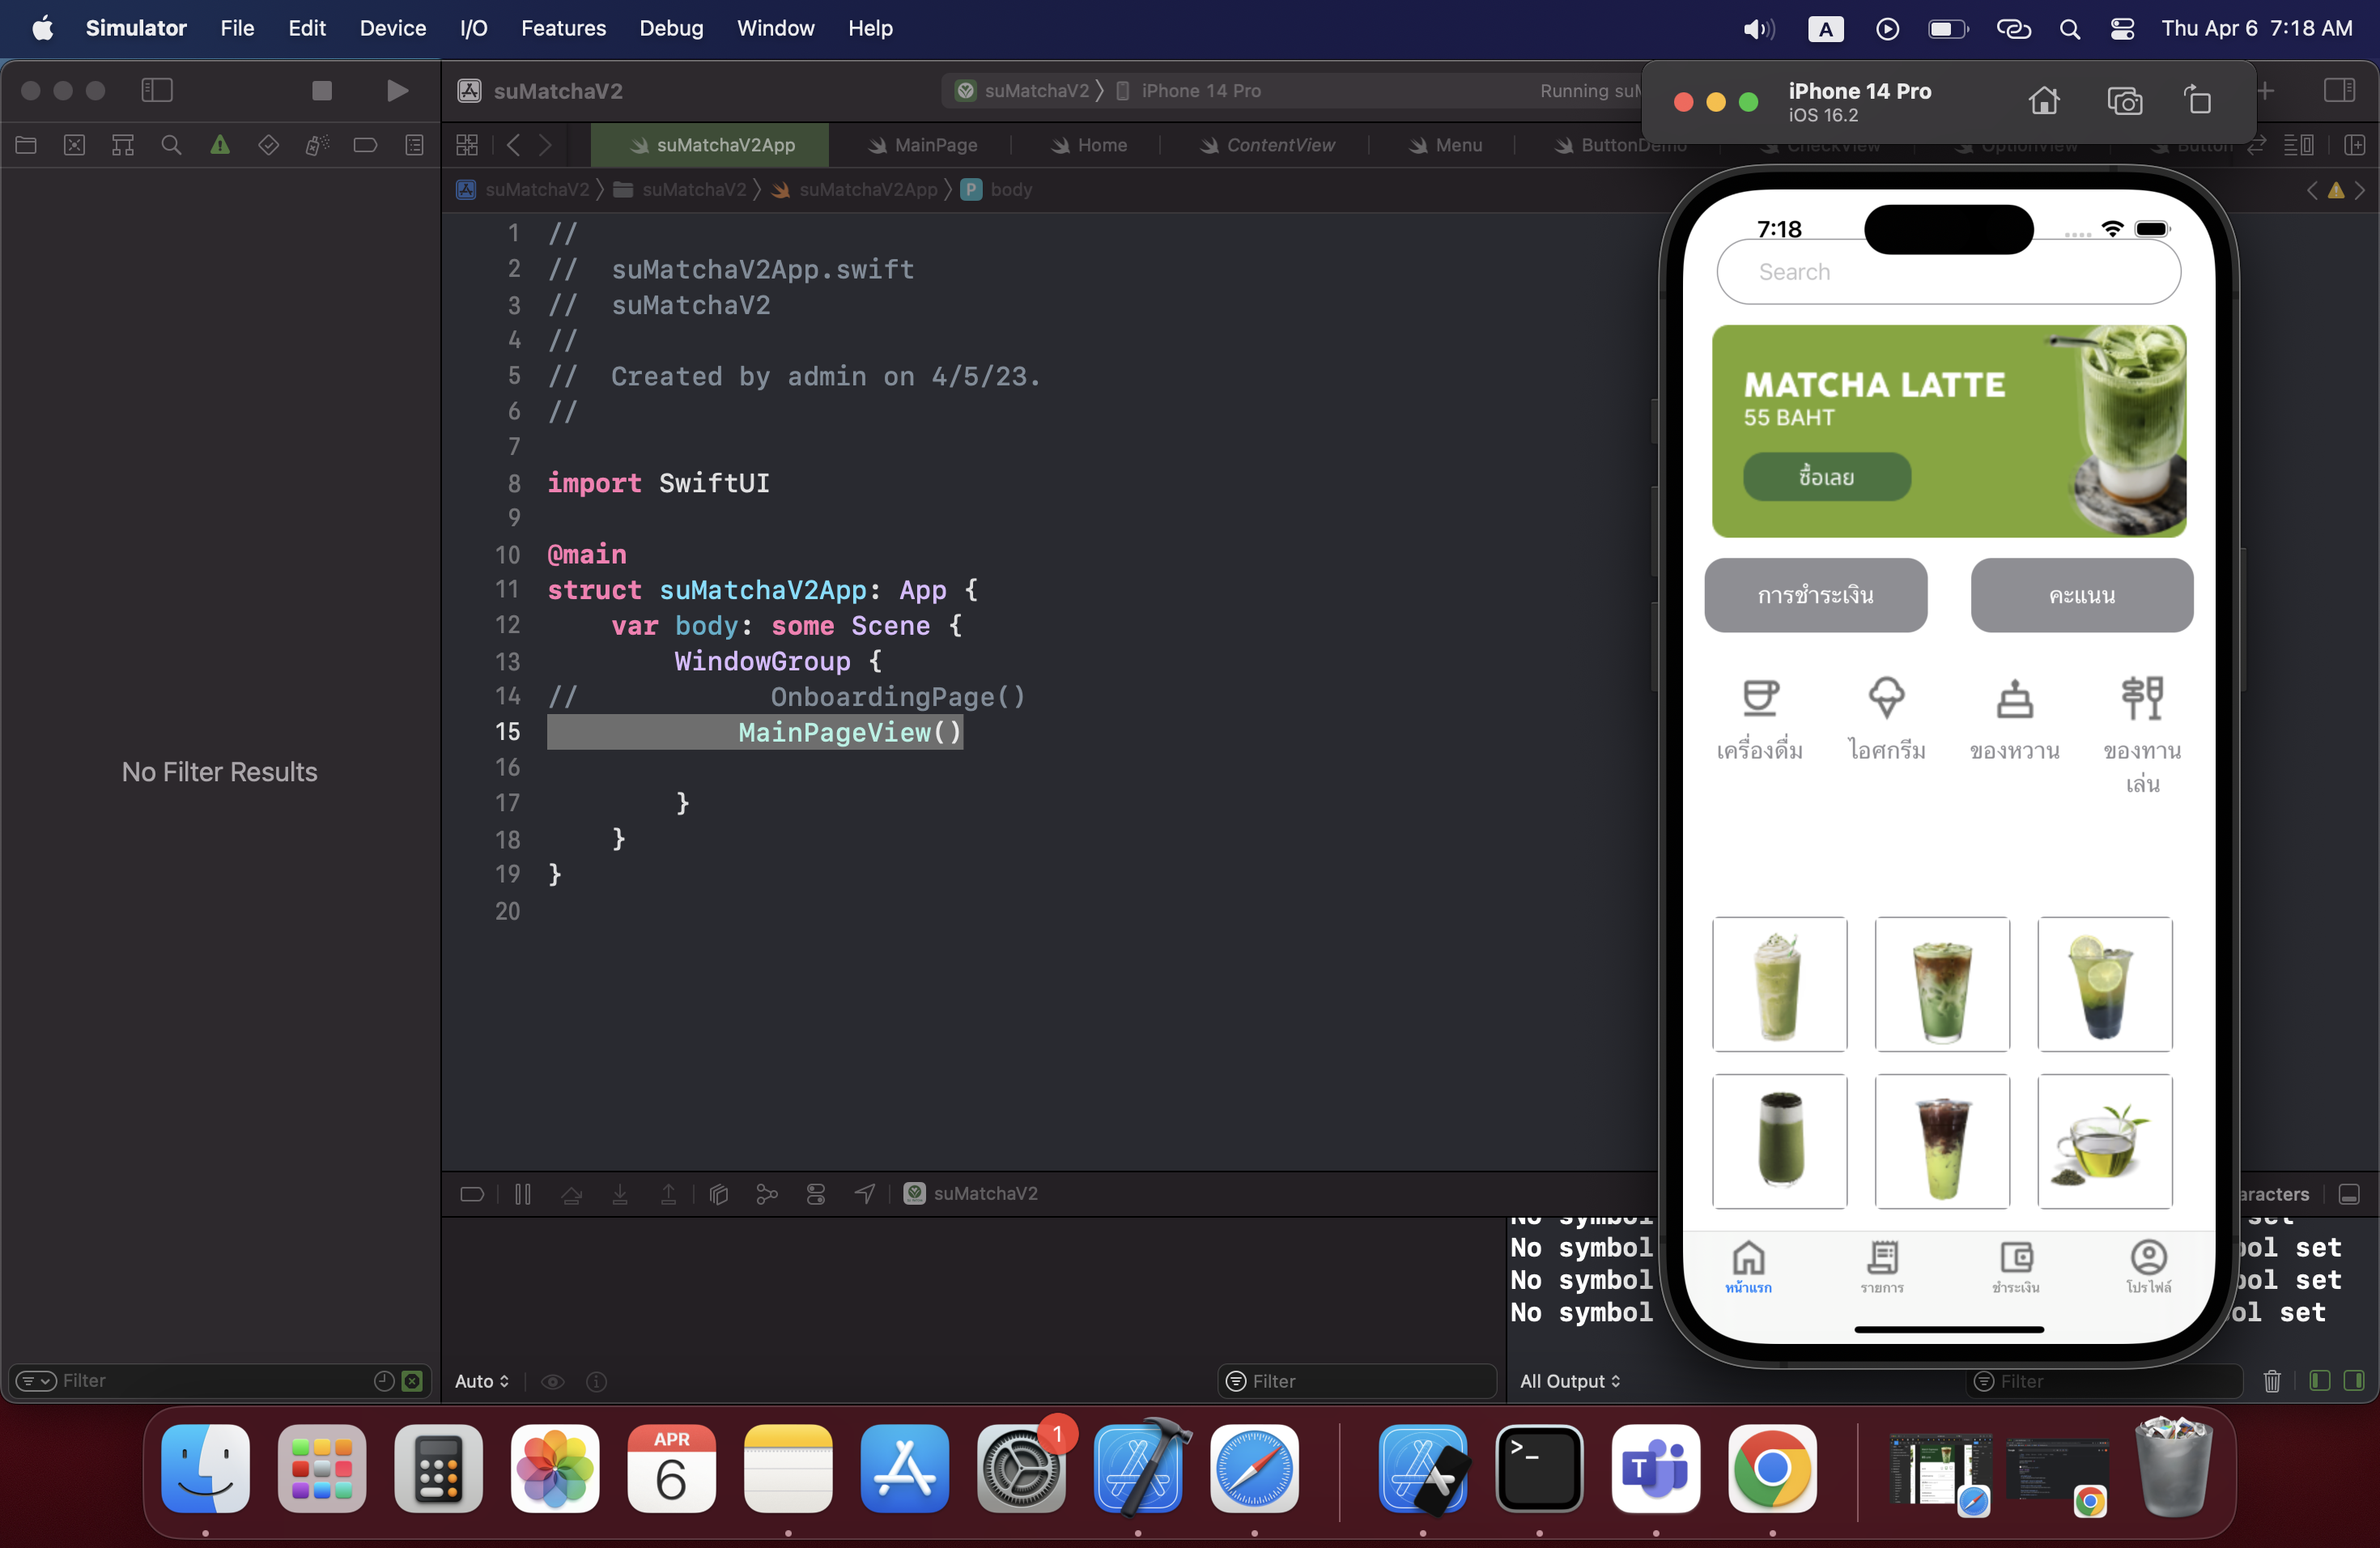 Simulator File Edit Device I/O Features Debug Window Help
A
Thu Apr 6 7:18 AM
suMatchaV2
suMatchaV2 iPhone 14 Pro
Running
iPhone 14 Pro
iOS 16.2
suMatchaV2App MainPage Home ContentView Menu ButtonDemo CheckView OptionView Button
suMatchaV2 suMatchaV2 suMatchaV2App P body
No Filter Results
Filter
1 //
2 //  suMatchaV2App.swift
3 //  suMatchaV2
4 //
5 //  Created by admin on 4/5/23.
6 //
7
8 import SwiftUI
9
10 @main
11 struct suMatchaV2App: App {
12     var body: some Scene {
13         WindowGroup {
14 //            OnboardingPage()
15             MainPageView()
16
17         }
18     }
19 }
20
suMatchaV2
Auto
Filter
No symbol
No symbol
No symbol
No symbol
set
set
set
set
All Output
Filter
7:18
Search
MATCHA LATTE
55 BAHT
ซื้อเลย
การชำระเงิน
คะแนน
เครื่องดื่ม
ไอศกรีม
ของหวาน
ของทาน
เล่น
หน้าแรก
รายการ
ชำระเงิน
โปรไฟล์
APR
6
1
>_
T